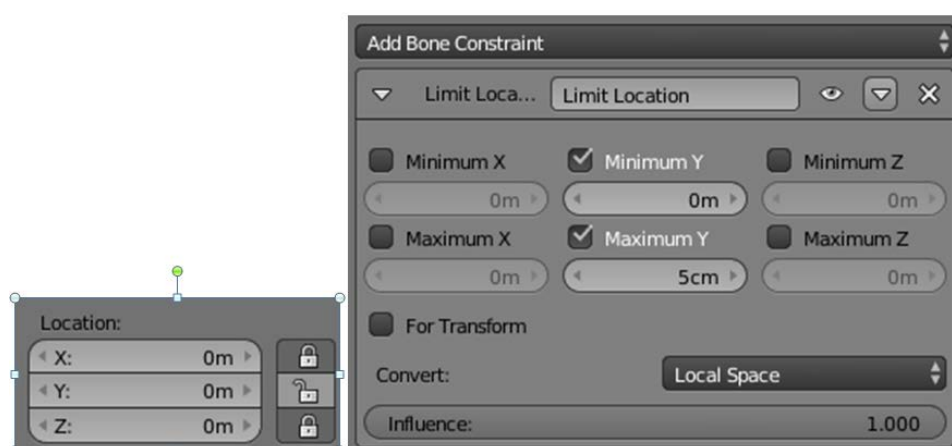 Add Bone Constraint
Limit Loca... Limit Location
Minimum X Minimum Y Minimum Z
0m 0m 0m
Maximum X Maximum Y Maximum Z
0m 5cm 0m
For Transform
Convert: Local Space
Influence: 1.000
Location:
X: 0m
Y: 0m
Z: 0m